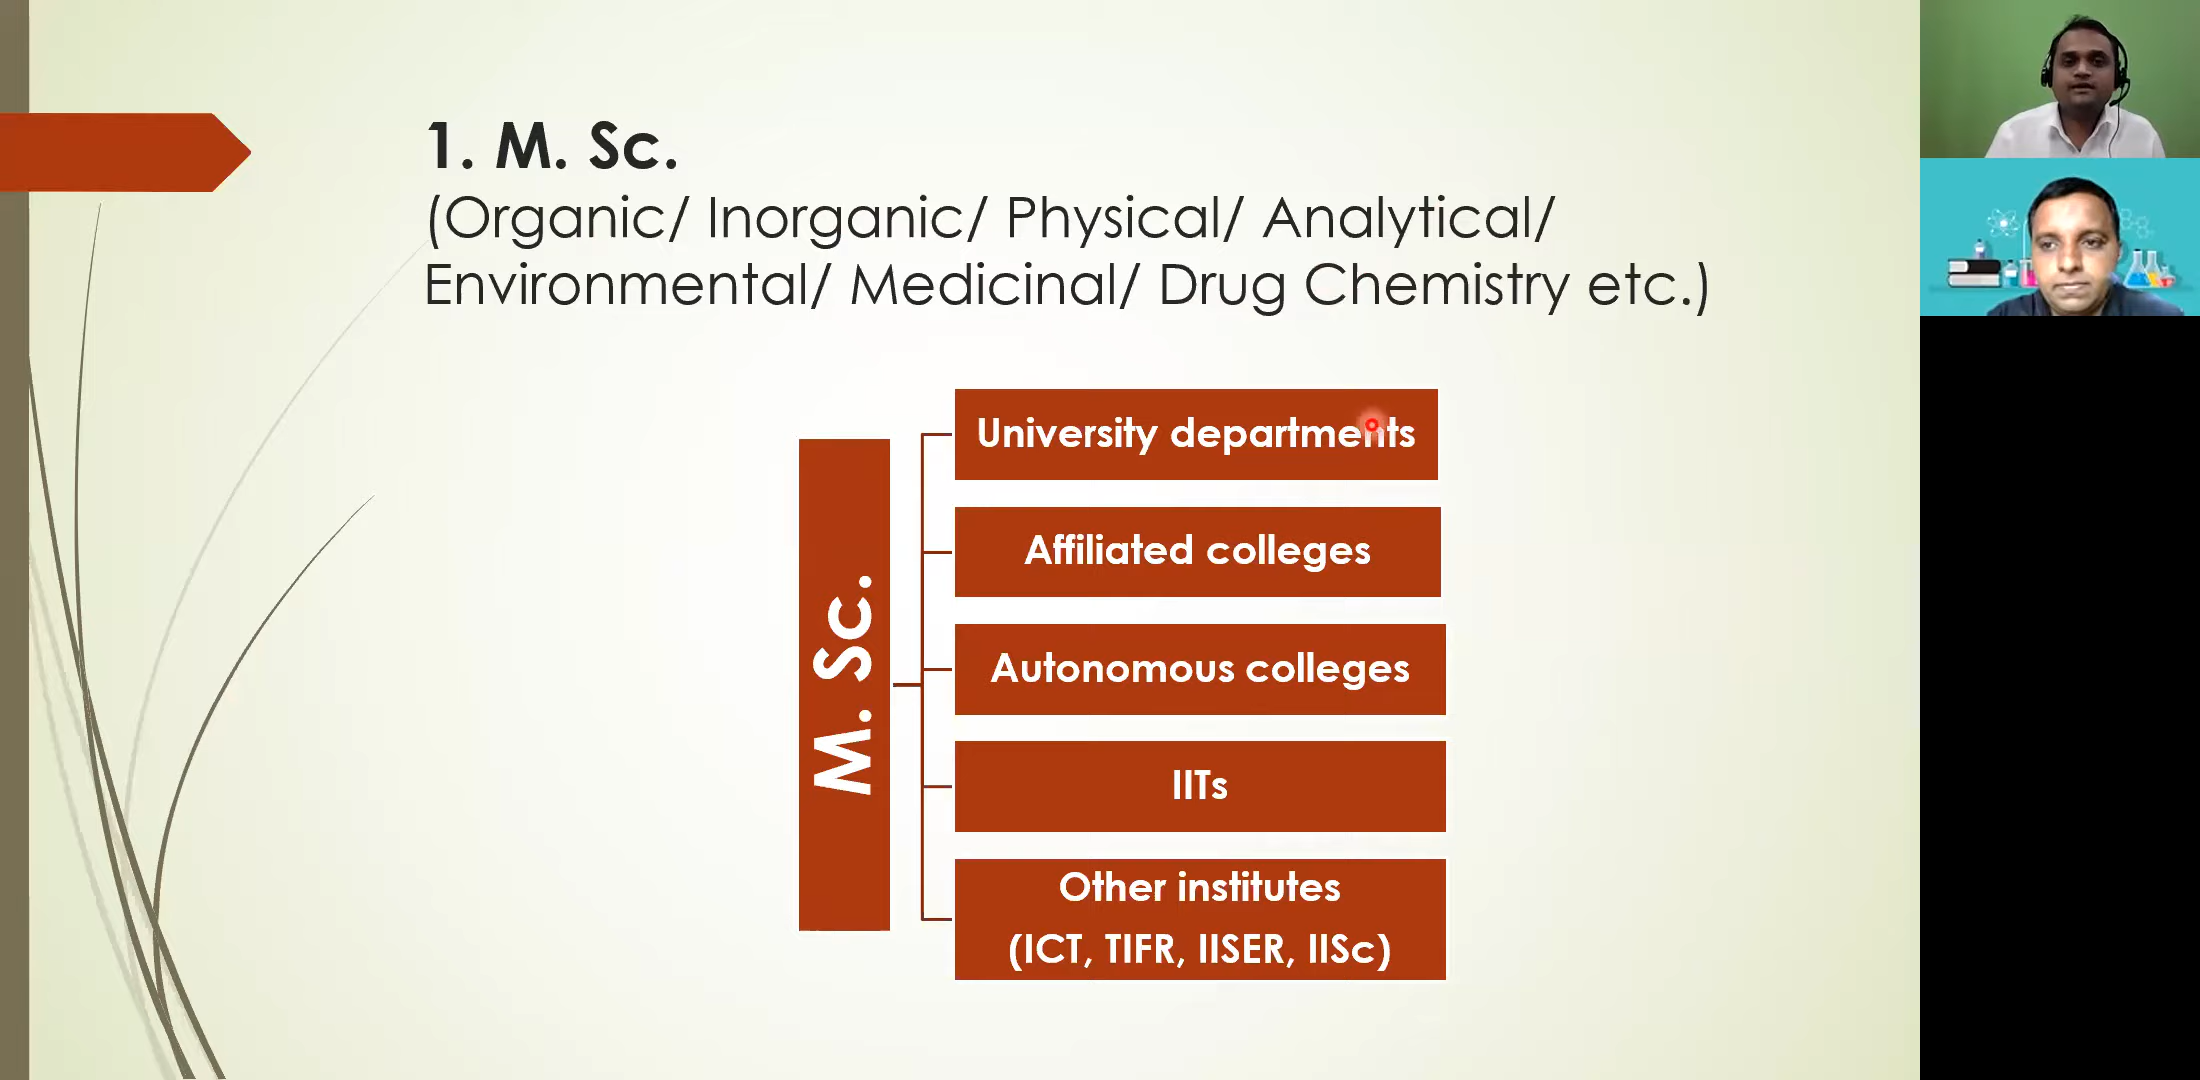 1. M. Sc.
(Organic/ Inorganic/ Physical/ Analytical/
Environmental/ Medicinal/ Drug Chemistry etc.)
M. Sc.
University departments
Affiliated colleges
Autonomous colleges
IITs
Other institutes
(ICT, TIFR, IISER, IISc)